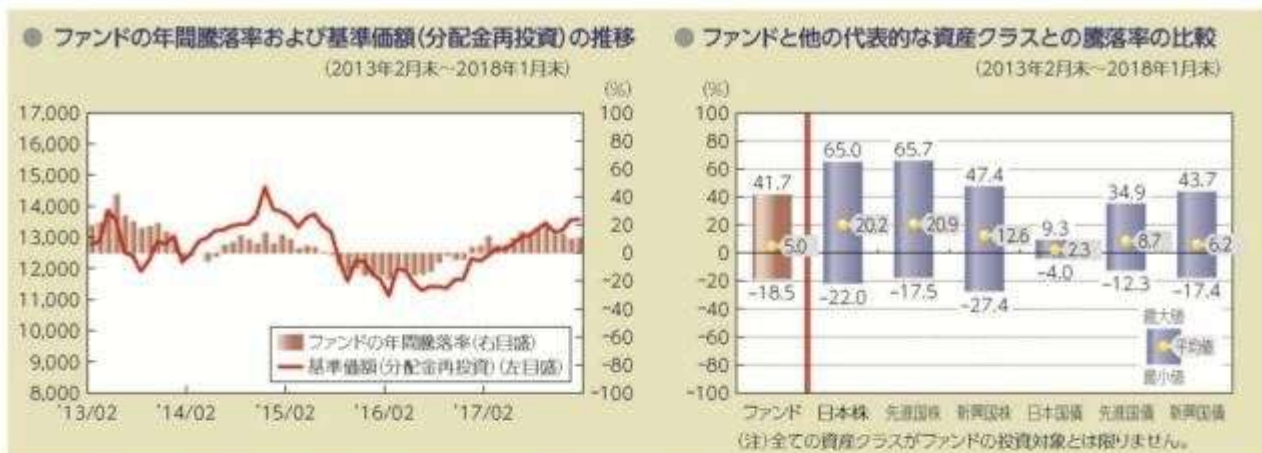 ● ファンドの年間騰落率および基準価額(分配金再投資)の推移
(2013年2月末~2018年1月末)
(%)
17,000
16,000
15,000
14,000
13,000
12,000
11,000
10,000
9,000
8,000
100
80
60
40
20
0
-20
-40
-60
-80
-100
ファンドの年間騰落率(右目盛)
基準価額(分配金再投資)(左目盛)
'13/02 '14/02 '15/02 '16/02 '17/02
● ファンドと他の代表的な資産クラスとの騰落率の比較
(2013年2月末~2018年1月末)
(%)
100
80
60
40
20
0
-20
-40
-60
-80
-100
41.7 65.0 65.7 47.4 9.3 34.9 43.7
5.0 20.2 20.9 12.6 2.3 8.7 6.2
-18.5 -22.0 -17.5 -27.4 -4.0 -12.3 -17.4
最大値
平均値
最小値
ファンド 日本株 先進国株 新興国株 日本国債 先進国債 新興国債
(注)全ての資産クラスがファンドの投資対象とは限りません。